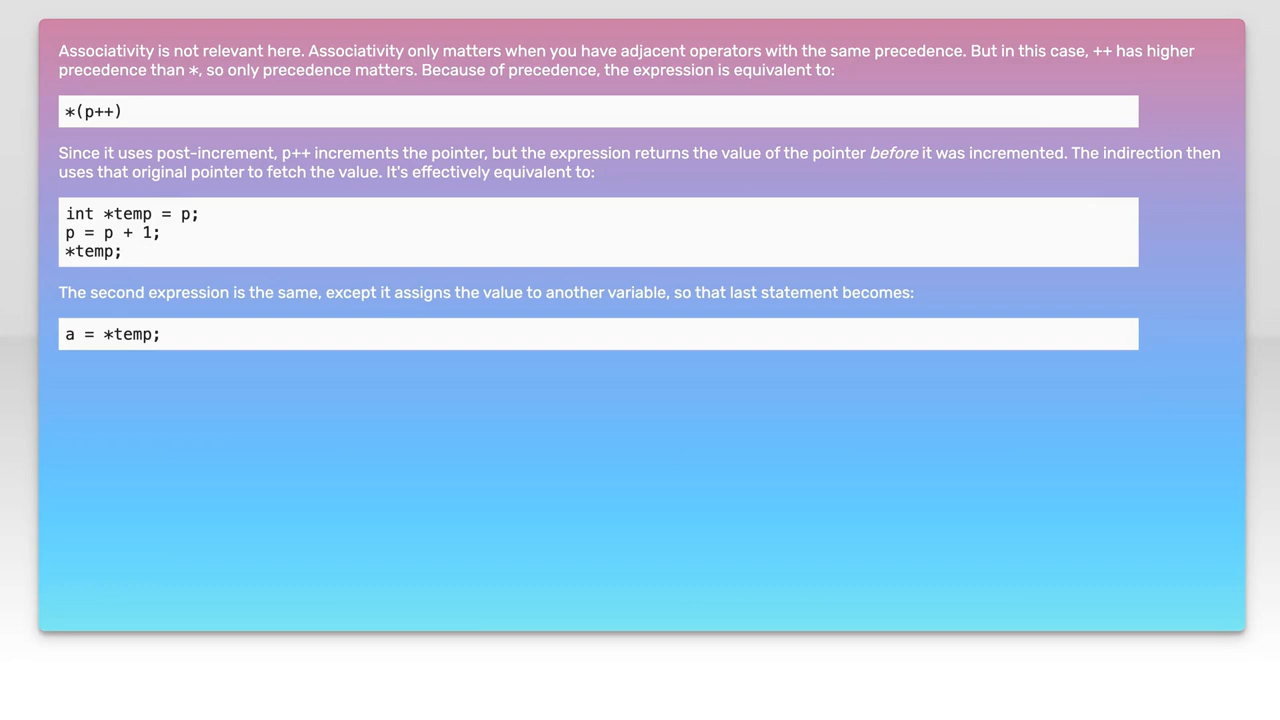 Associativity is not relevant here. Associativity only matters when you have adjacent operators with the same precedence. But in this case, ++ has higher
precedence than *, so only precedence matters. Because of precedence, the expression is equivalent to:
*(p++)
Since it uses post-increment, p++ increments the pointer, but the expression returns the value of the pointer before it was incremented. The indirection then
uses that original pointer to fetch the value. It's effectively equivalent to:
int *temp = p;
p = p + 1;
*temp;
The second expression is the same, except it assigns the value to another variable, so that last statement becomes:
a = *temp;